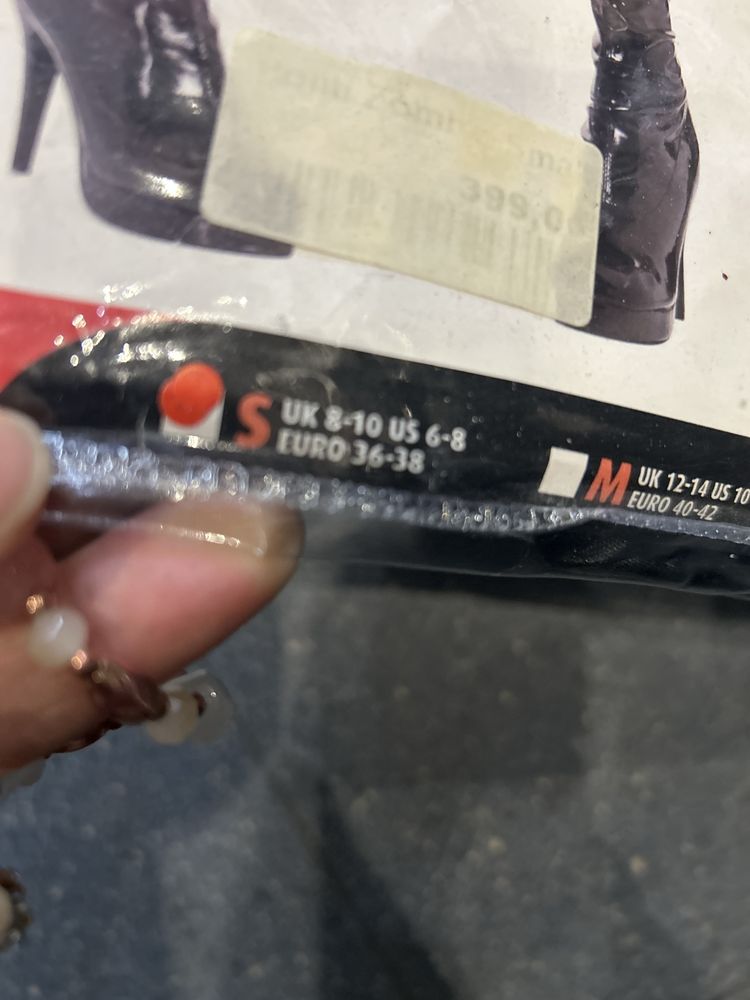 399,0
S UK 8-10 US 6-8
EURO 36-38
M UK 12-14 US 10
EURO 40-42